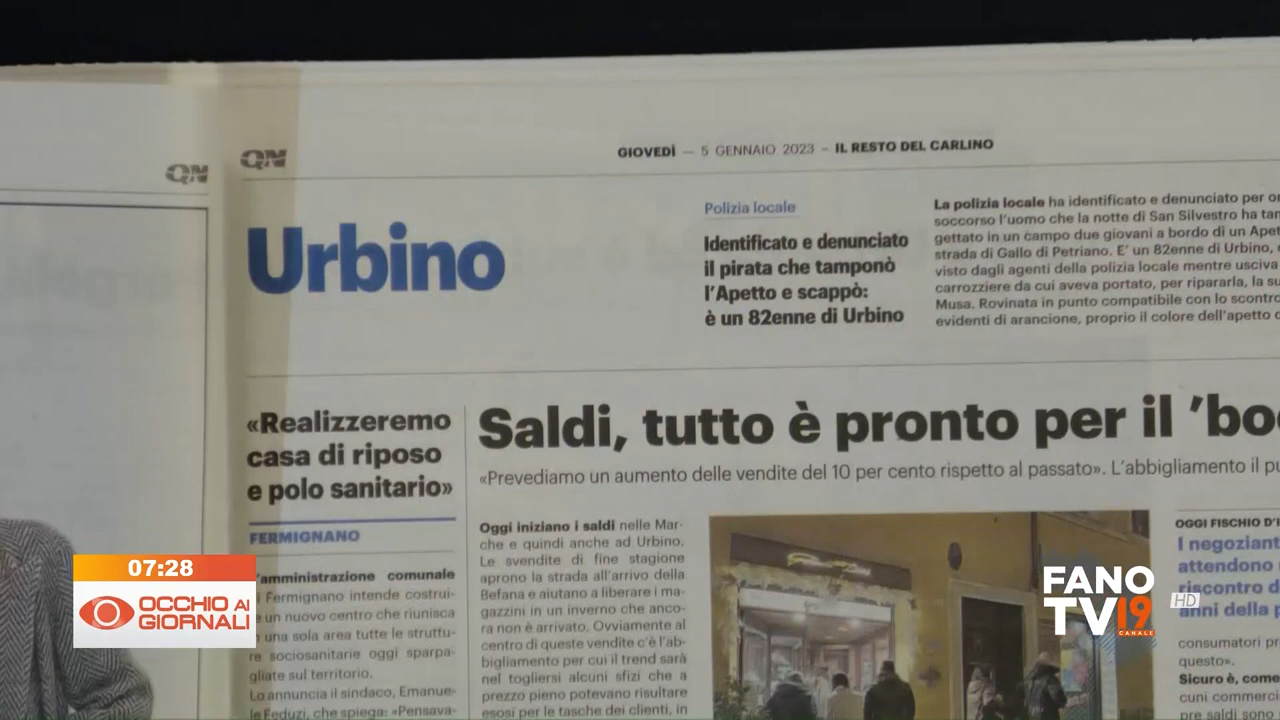 QN
QN
GIOVEDÌ — 5 GENNAIO 2023 – IL RESTO DEL CARLINO
Urbino
Polizia locale
Identificato e denunciato
il pirata che tamponò
l'Apetto e scappò:
è un 82enne di Urbino
La polizia locale ha identificato e denunciato per
soccorso l'uomo che la notte di San Silvestro ha
gettato in un campo due giovani a bordo di un
strada di Gallo di Petriano. E' un 82enne di Urbino,
visto dagli agenti della polizia locale mentre usciva
carrozziere da cui aveva portato, per ripararla, la
Musa. Rovinata in punto compatibile con lo
evidenti di arancione, proprio il colore dell'apetto
«Realizzeremo
casa di riposo
e polo sanitario»
FERMIGNANO
amministrazione comunale
Fermignano intende costrui-
un nuovo centro che riunisca
una sola area tutte le struttu-
re sociosanitarie oggi sparpa-
gliate sul territorio.
Lo annuncia il sindaco, Emanue-
le Feduzi, che spiega: «Pensava-
Saldi, tutto è pronto per il 'bo
«Prevediamo un aumento delle vendite del 10 per cento rispetto al passato». L'abbigliamento il
Oggi iniziano i saldi nelle Mar-
che e quindi anche ad Urbino.
Le svendite di fine stagione
aprono la strada all'arrivo della
Befana e aiutano a liberare i ma-
gazzini in un inverno che anco-
ra non è arrivato. Ovviamente al
centro di queste vendite c'è l'ab-
bigliamento per cui il trend sarà
nel togliersi alcuni sfizi che a
prezzo pieno potevano risultare
esosi per le tasche dei clienti, in
OGGI FISCHIO D'I
I negoziant
attendono
riscontro d
anni della p
consumatori
questo».
Sicuro è, come
cuni commerci
pre saldi sono
07:28
OCCHIO AI
GIORNALI
FANO
TV19
CANALE
HD